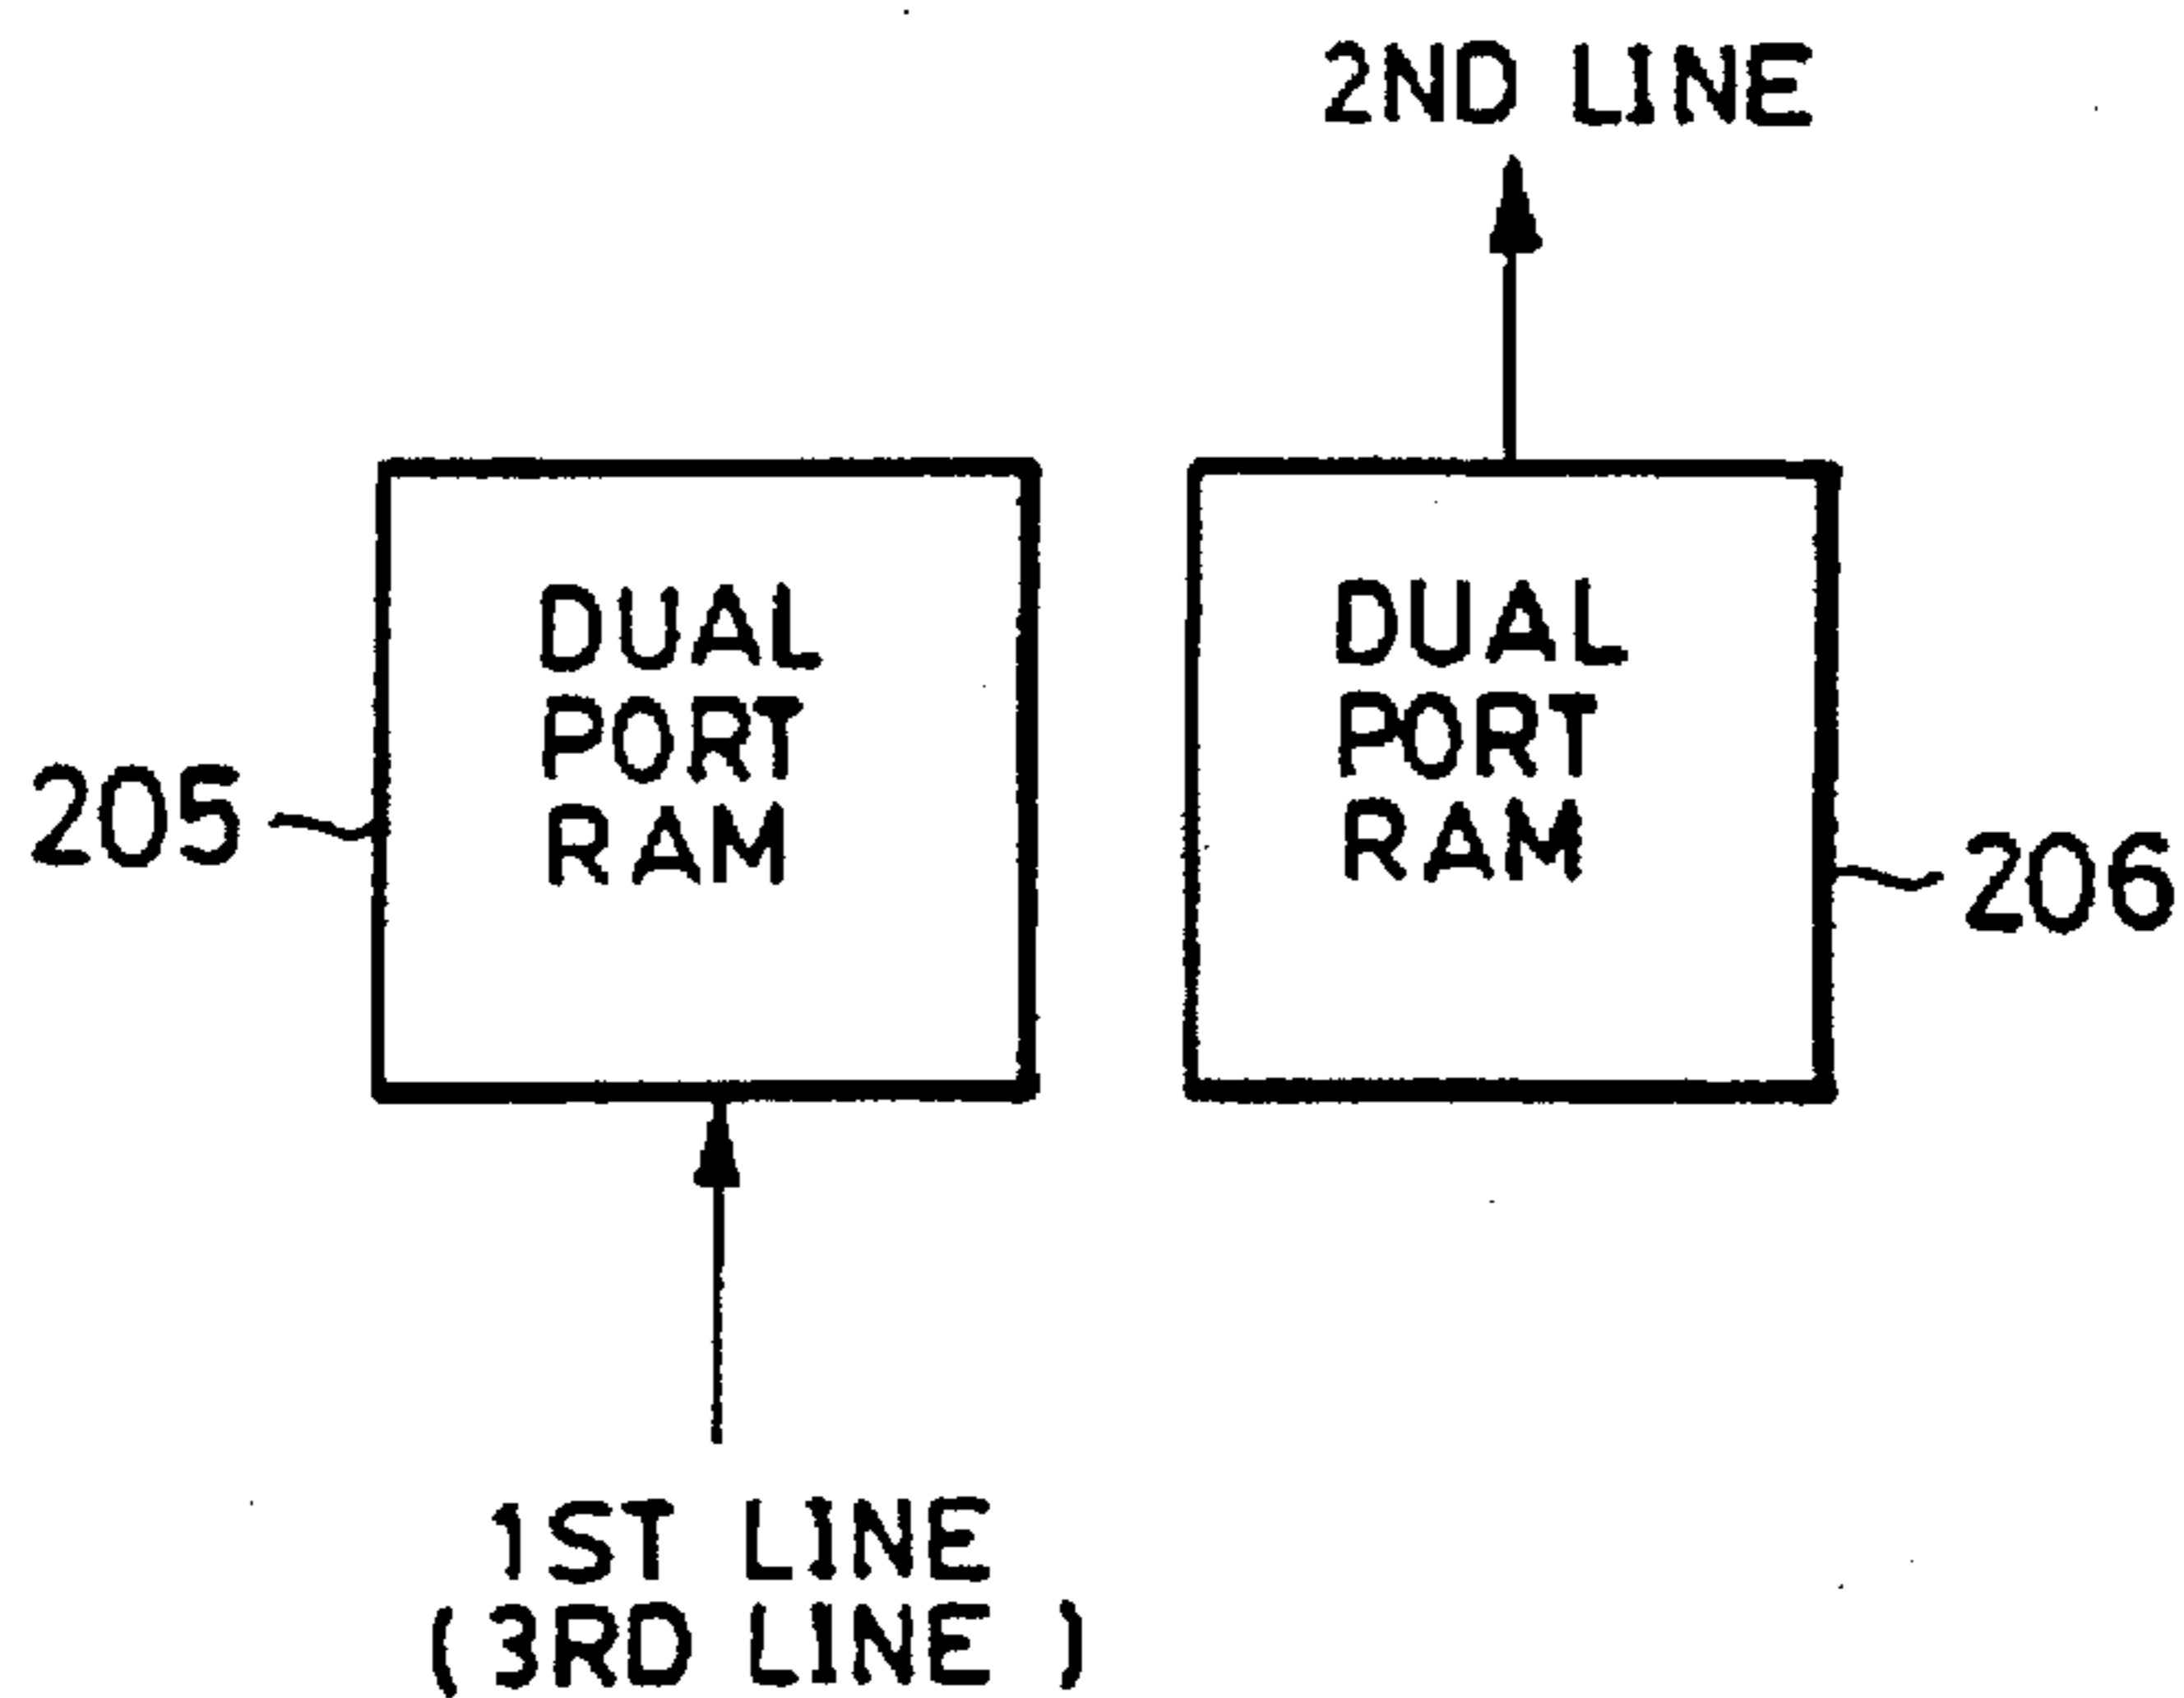 2ND LINE
DUAL
PORT
RAM
DUAL
PORT
RAM
205
206
1ST LINE
(3RD LINE )